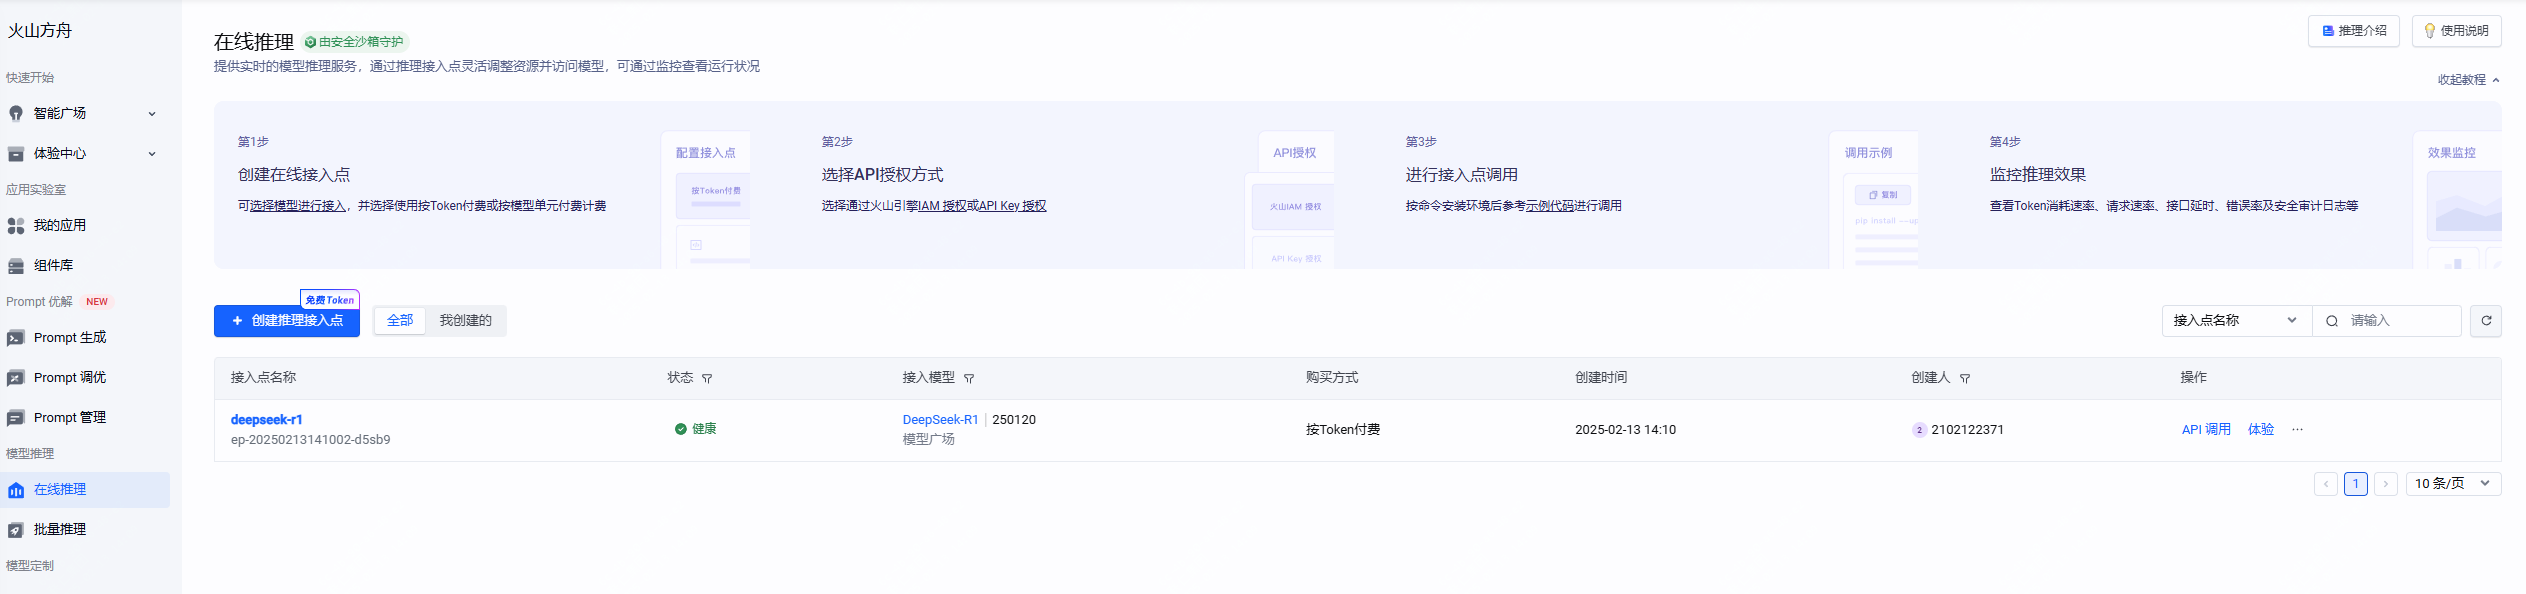 火山方舟
快速开始
智能广场
体验中心
应用实验室
我的应用
组件库
Prompt 优解 NEW
Prompt 生成
Prompt 调优
Prompt 管理
模型推理
在线推理
批量推理
模型定制
在线推理 由安全沙箱守护
提供实时的模型推理服务，通过推理接入点灵活调整资源并访问模型，可通过监控查看运行状况
推理介绍 使用说明
收起教程
第1步
创建在线接入点
可选择模型进行接入，并选择使用按Token付费或按模型单元付费计费
配置接入点
按Token付费
第2步
选择API授权方式
选择通过火山引擎IAM 授权或API Key 授权
API授权
火山IAM 授权
API Key 授权
第3步
进行接入点调用
按命令安装环境后参考示例代码进行调用
调用示例
复制
pip install --up
第4步
监控推理效果
查看Token消耗速率、请求速率、接口延时、错误率及安全审计日志等
效果监控
免费Token
+ 创建推理接入点 全部 我创建的
接入点名称 请输入
接入点名称 状态 接入模型 购买方式 创建时间 创建人 操作
deepseek-r1 健康 DeepSeek-R1 | 250120 按Token付费 2025-02-13 14:10 2 2102122371 API 调用 体验 ···
ep-20250213141002-d5sb9 模型广场
1 10 条/页